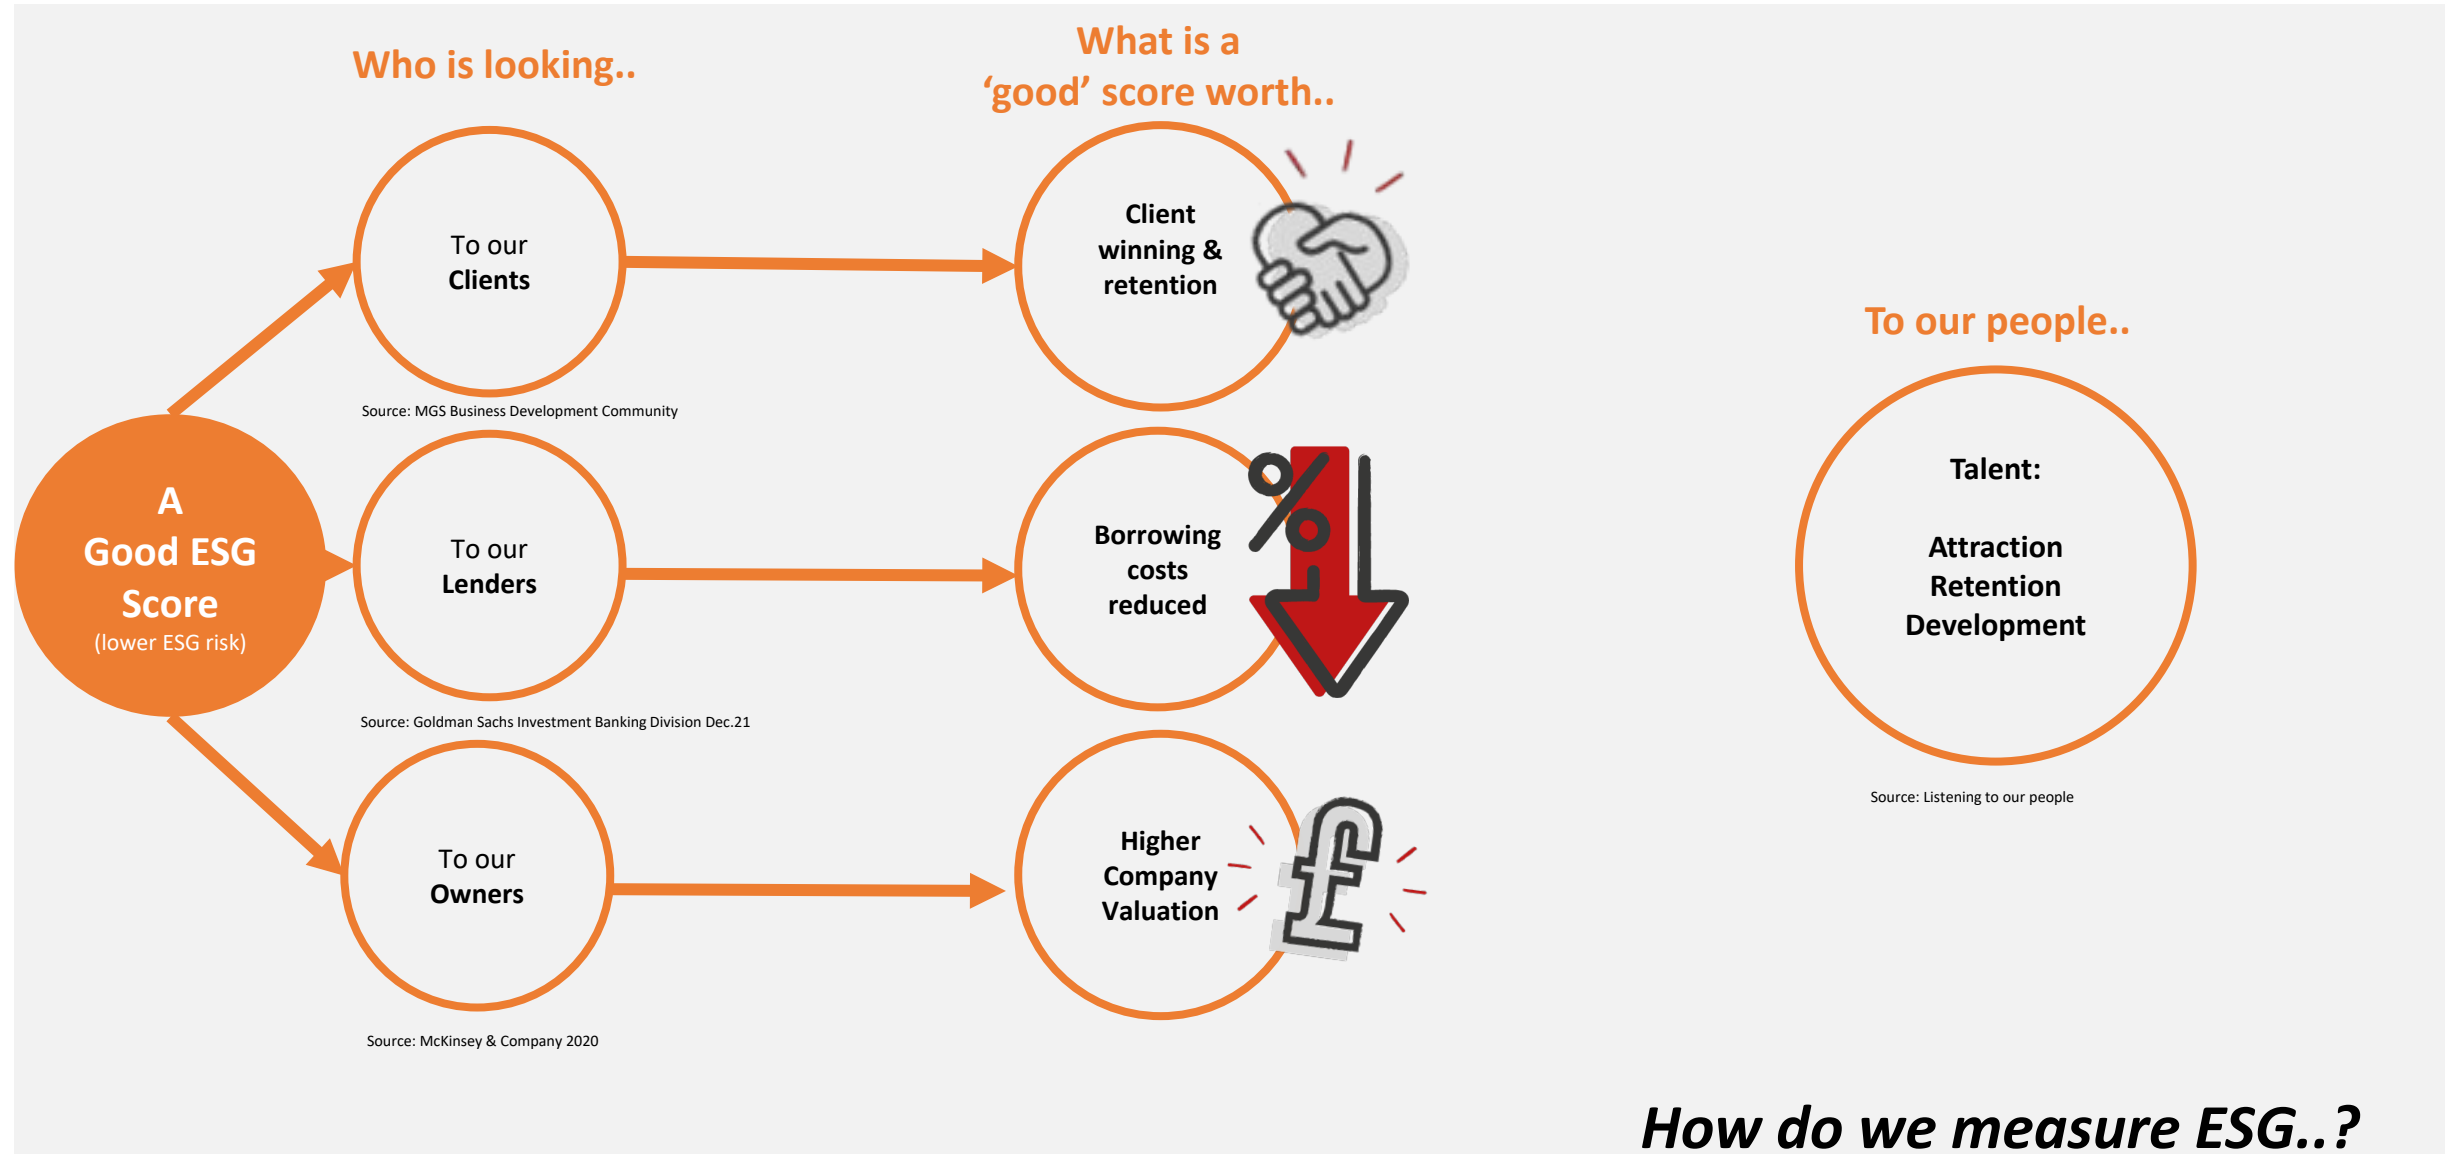 Who is looking..
What is a
‘good’ score worth..
To our
Clients
Client
winning &
retention
Source: MGS Business Development Community
A
Good ESG
Score
(lower ESG risk)
To our
Lenders
%
Borrowing
costs
reduced
Source: Goldman Sachs Investment Banking Division Dec.21
To our
Owners
Higher
Company
Valuation
£
Source: McKinsey & Company 2020
To our people..
Talent:
Attraction
Retention
Development
Source: Listening to our people
How do we measure ESG..?